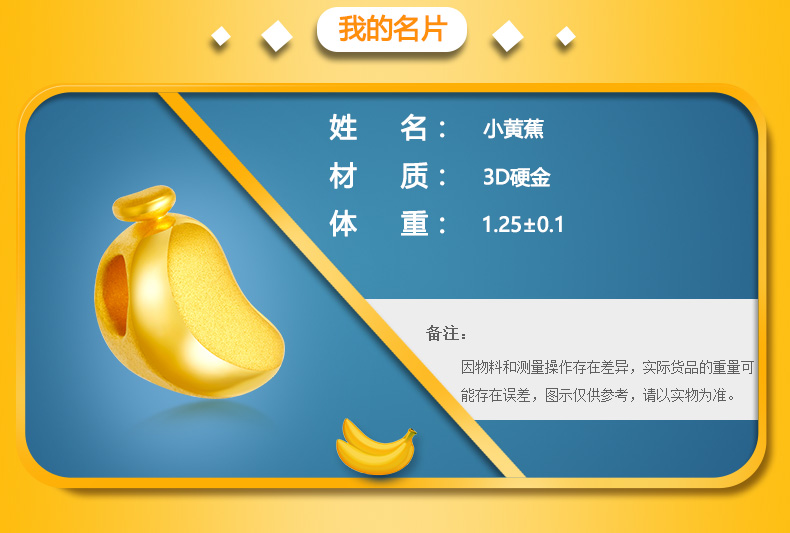 我的名片
姓 名： 小黄蕉
材 质： 3D硬金
体 重： 1.25±0.1
备注：
因物料和测量操作存在差异，实际货品的重量可
能存在误差，图示仅供参考，请以实物为准。